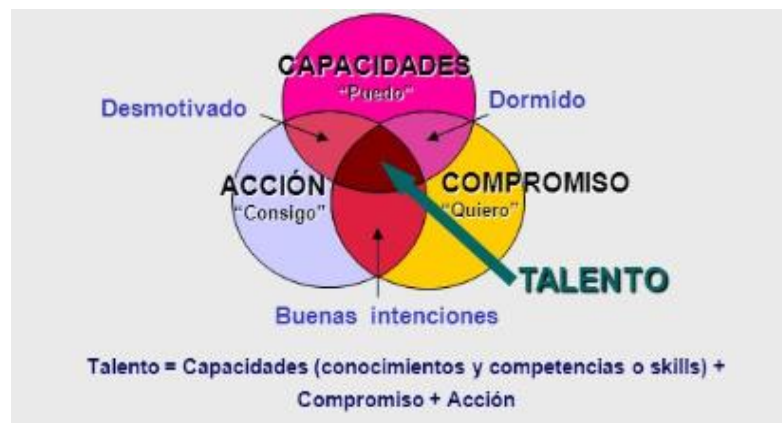 CAPACIDADES
“Puedo”
Desmotivado
Dormido
ACCIÓN
“Consigo”
COMPROMISO
“Quiero”
TALENTO
Buenas intenciones
Talento = Capacidades (conocimientos y competencias o skills) +
Compromiso + Acción